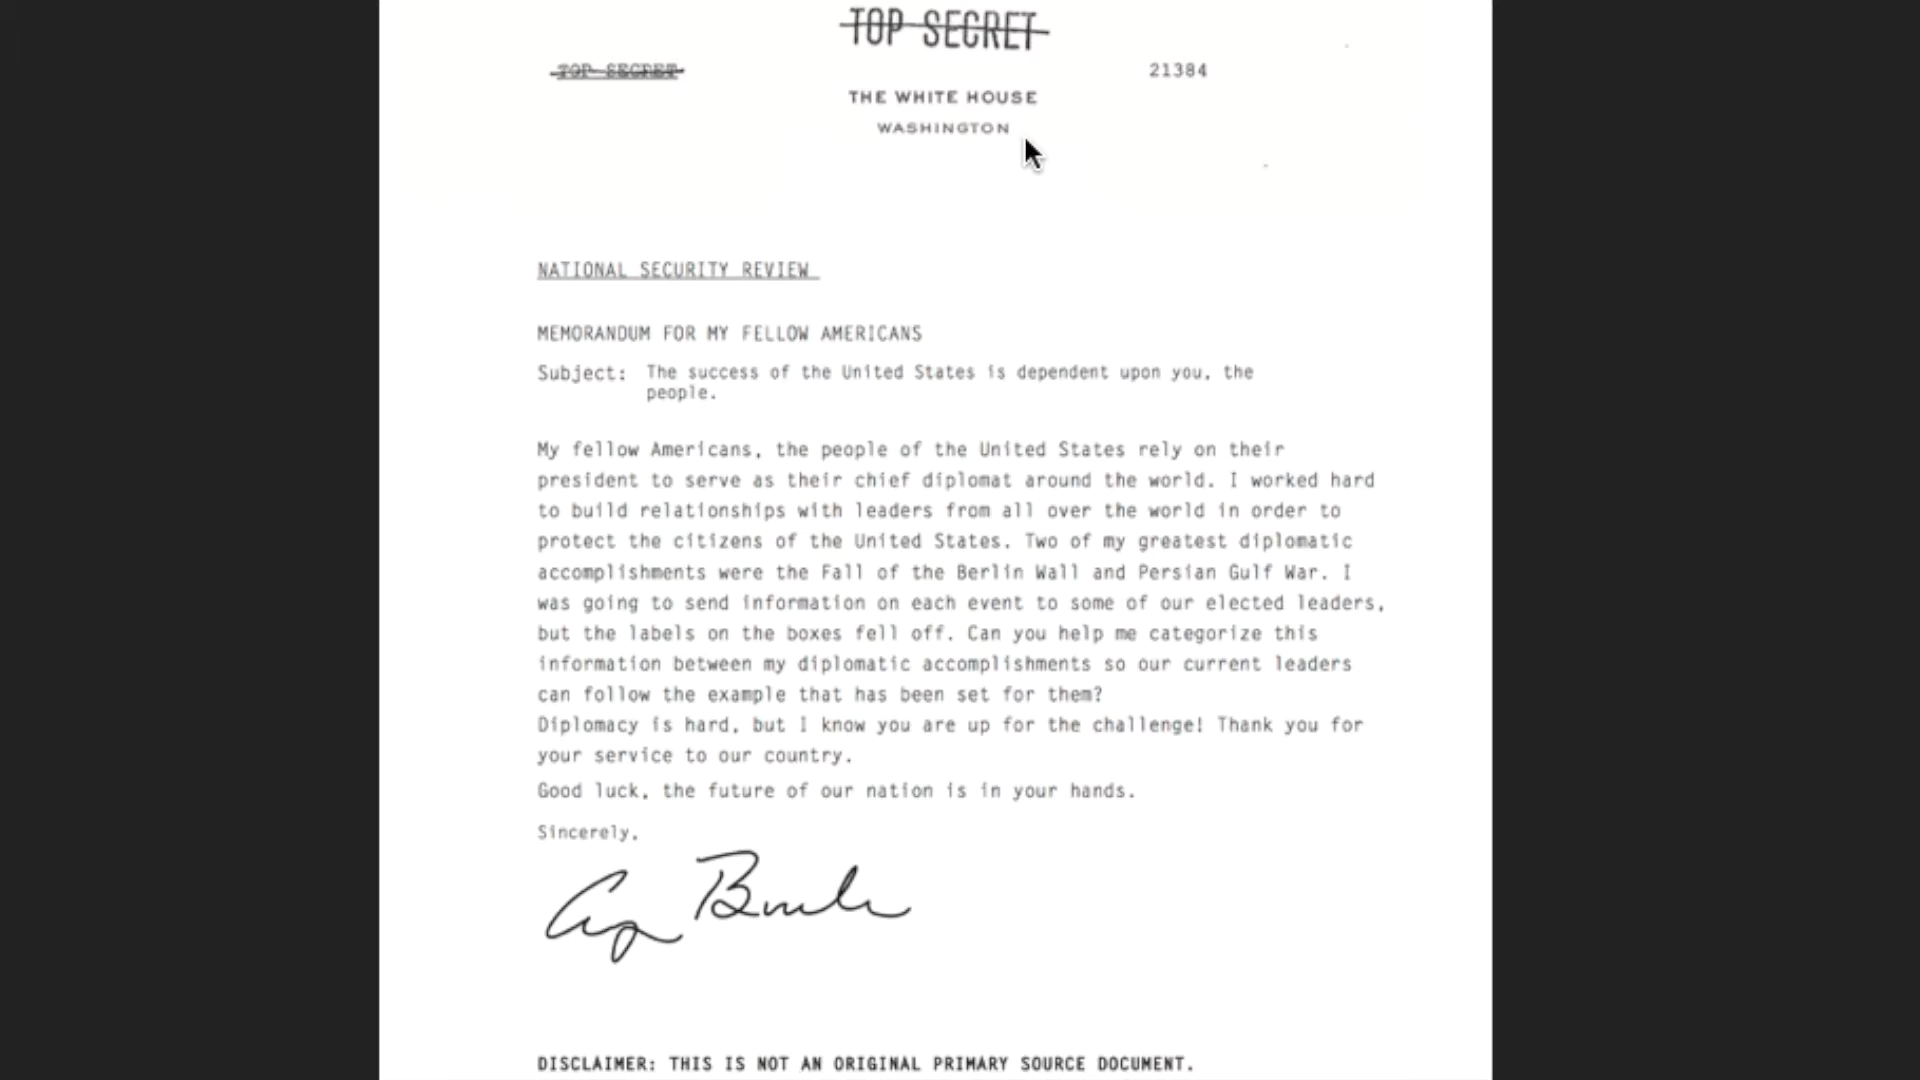 TOP SECRET
TOP SECRET 21384
THE WHITE HOUSE
WASHINGTON
NATIONAL SECURITY REVIEW
MEMORANDUM FOR MY FELLOW AMERICANS
Subject: The success of the United States is dependent upon you, the
people.
My fellow Americans, the people of the United States rely on their
president to serve as their chief diplomat around the world. I worked hard
to build relationships with leaders from all over the world in order to
protect the citizens of the United States. Two of my greatest diplomatic
accomplishments were the Fall of the Berlin Wall and Persian Gulf War. I
was going to send information on each event to some of our elected leaders,
but the labels on the boxes fell off. Can you help me categorize this
information between my diplomatic accomplishments so our current leaders
can follow the example that has been set for them?
Diplomacy is hard, but I know you are up for the challenge! Thank you for
your service to our country.
Good luck, the future of our nation is in your hands.
Sincerely,
DISCLAIMER: THIS IS NOT AN ORIGINAL PRIMARY SOURCE DOCUMENT.